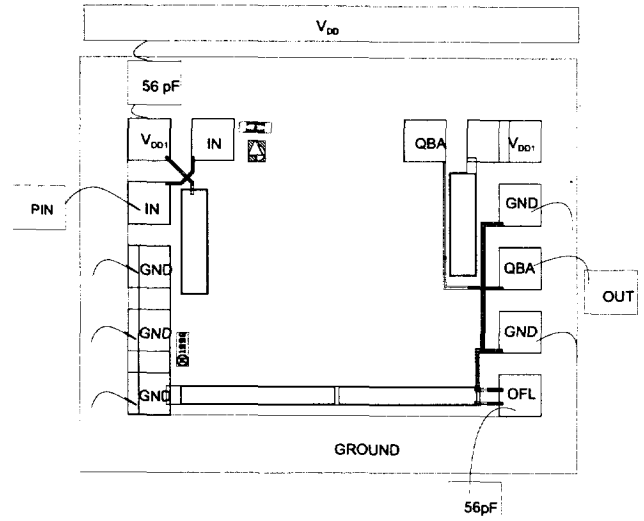 VDD
56 pF
VDD1
IN
QBA
VDD1
PIN
IN
GND
GND
QBA
OUT
GND
GND
GND
OFL
GROUND
56pF